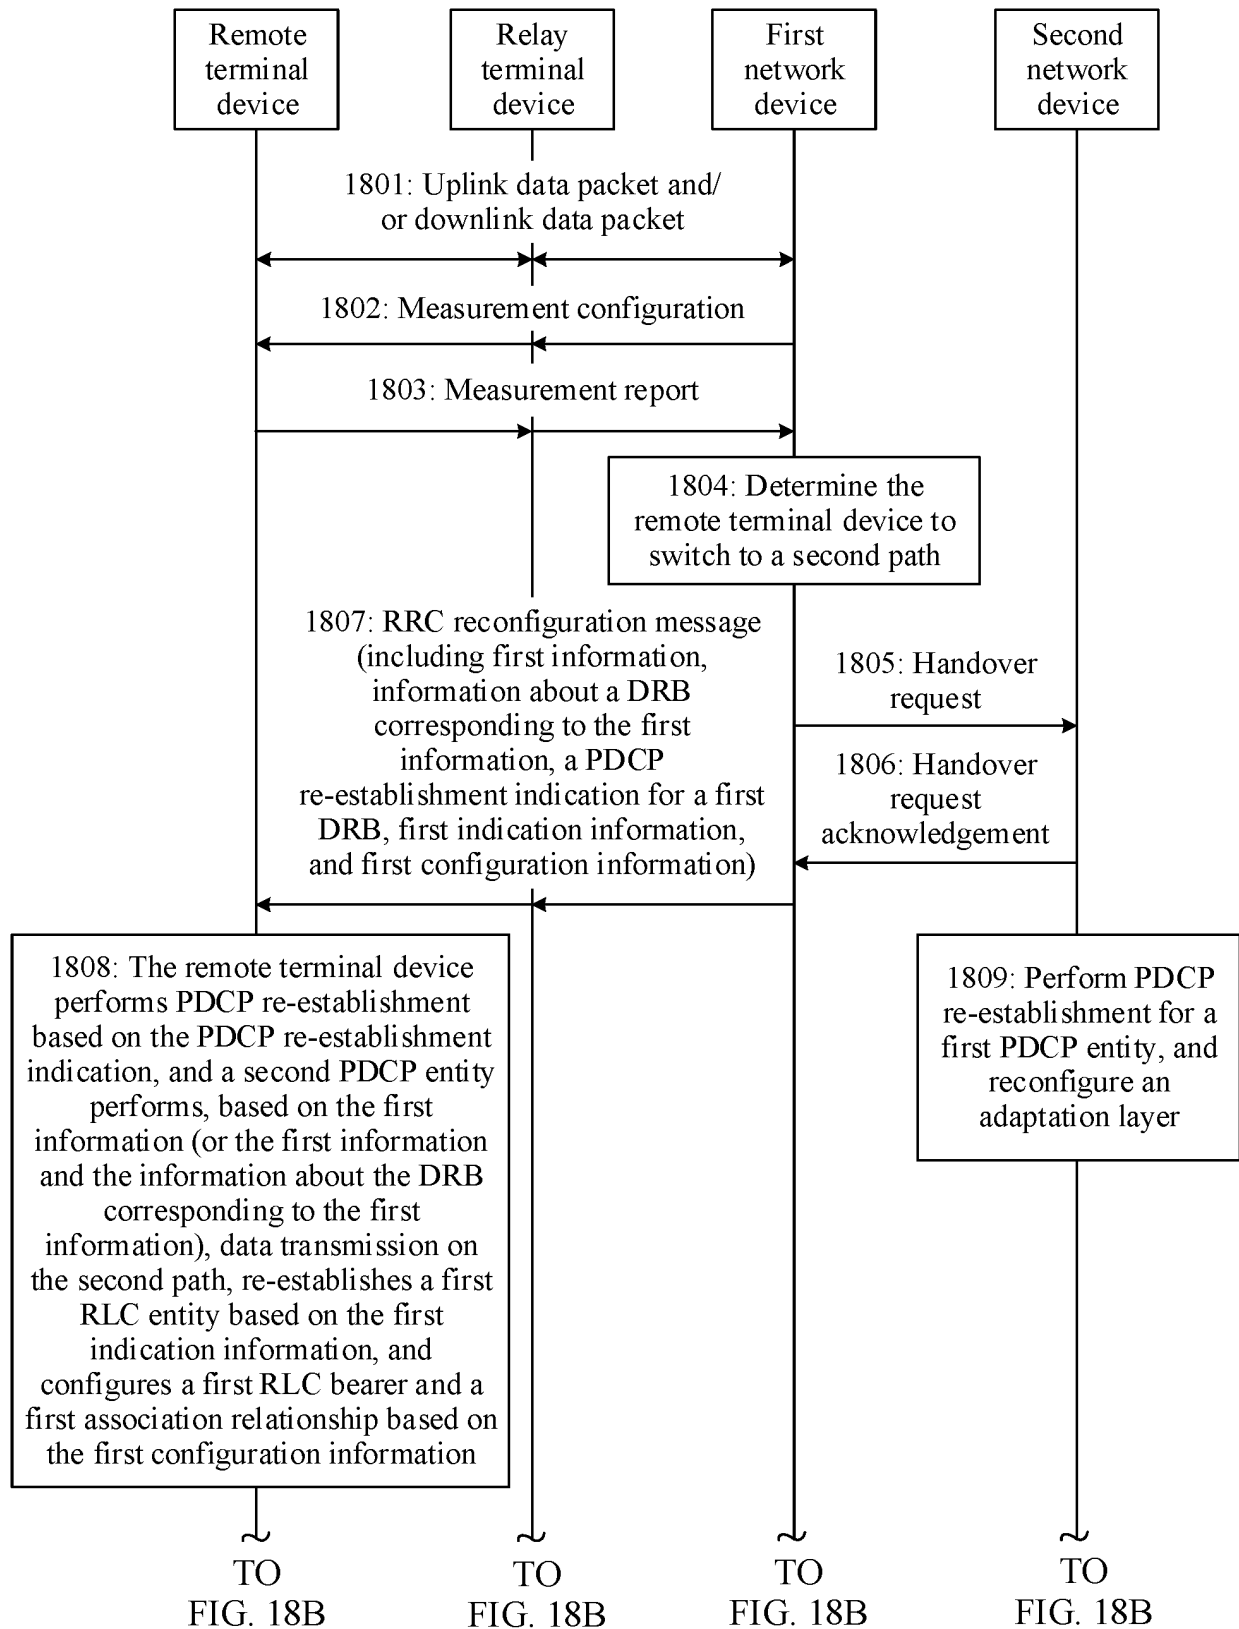 Remote
terminal
device
Relay
terminal
device
First
network
device
Second
network
device
1801: Uplink data packet and/
or downlink data packet
1802: Measurement configuration
1803: Measurement report
1804: Determine the
remote terminal device to
switch to a second path
1805: Handover
request
1806: Handover
request
acknowledgement
1807: RRC reconfiguration message
(including first information,
information about a DRB
corresponding to the first
information, a PDCP
re-establishment indication for a first
DRB, first indication information,
and first configuration information)
1808: The remote terminal device
performs PDCP re-establishment
based on the PDCP re-establishment
indication, and a second PDCP entity
performs, based on the first
information (or the first information
and the information about the DRB
corresponding to the first
information), data transmission on
the second path, re-establishes a first
RLC entity based on the first
indication information, and
configures a first RLC bearer and a
first association relationship based on
the first configuration information
1809: Perform PDCP
re-establishment for a
first PDCP entity, and
reconfigure an
adaptation layer
TO
FIG. 18B
TO
FIG. 18B
TO
FIG. 18B
TO
FIG. 18B